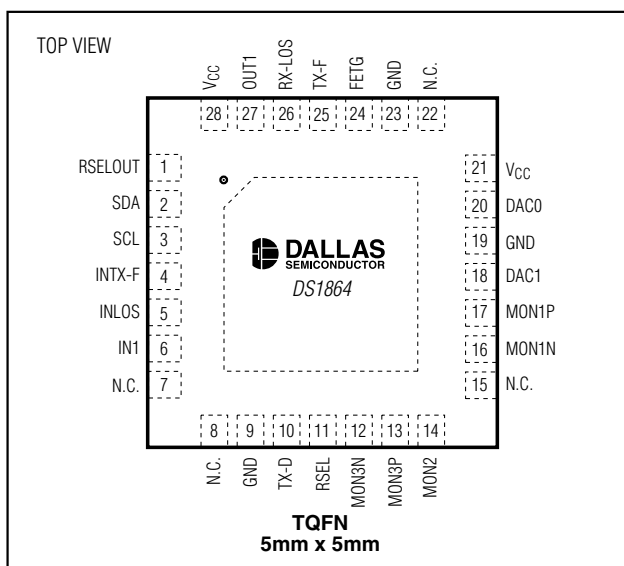 TOP VIEW
VCC
OUT1
RX-LOS
TX-F
FETG
GND
N.C.
28 27 26 25 24 23 22
RSELOUT 1
SDA 2
SCL 3
INTX-F 4
INLOS 5
IN1 6
N.C. 7
21 VCC
20 DAC0
19 GND
18 DAC1
17 MON1P
16 MON1N
15 N.C.
DALLAS
SEMICONDUCTOR
DS1864
8 9 10 11 12 13 14
N.C.
GND
TX-D
RSEL
MON3N
MON3P
MON2
TQFN
5mm x 5mm